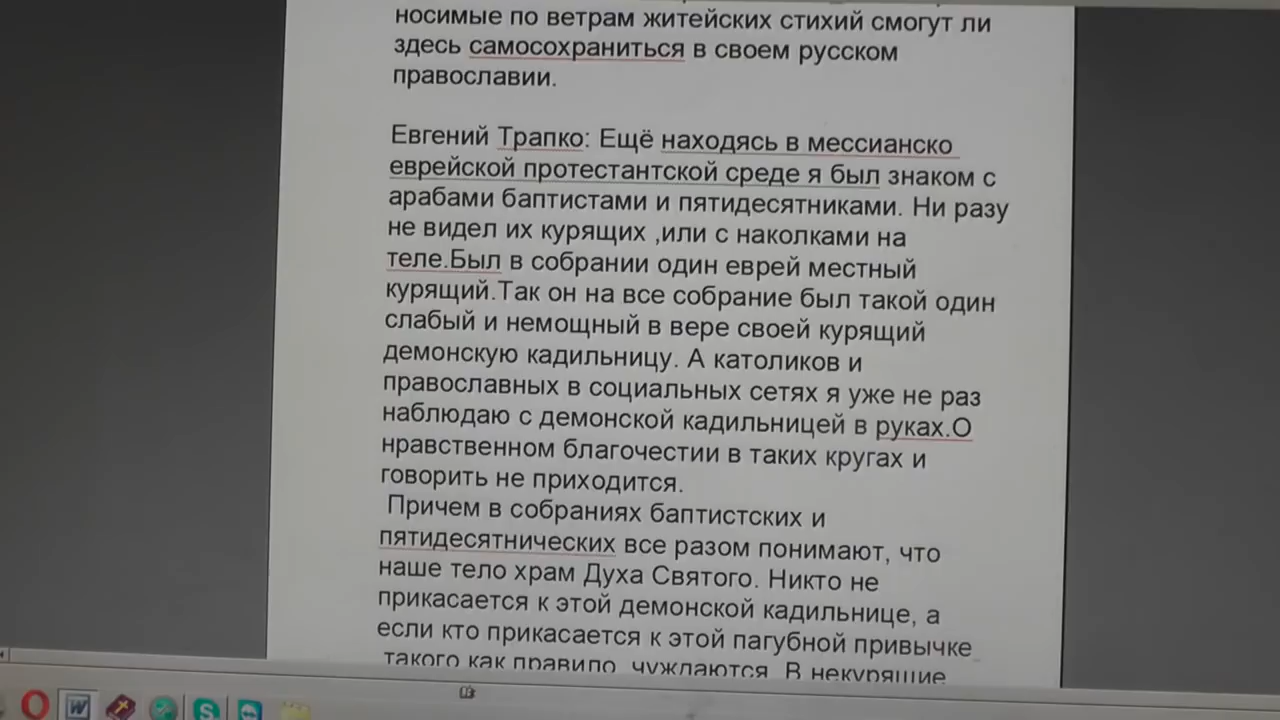 носимые по ветрам житейских стихий смогут ли
здесь самосохраниться в своем русском
православии.
Евгений Трапко: Ещё находясь в мессианско
еврейской протестантской среде я был знаком с
арабами баптистами и пятидесятниками. Ни разу
не видел их курящих ,или с наколками на
теле.Был в собрании один еврей местный
курящий.Так он на все собрание был такой один
слабый и немощный в вере своей курящий
демонскую кадильницу. А католиков и
православных в социальных сетях я уже не раз
наблюдаю с демонской кадильницей в руках.О
нравственном благочестии в таких кругах и
говорить не приходится.
Причем в собраниях баптистских и
пятидесятнических все разом понимают, что
наше тело храм Духа Святого. Никто не
прикасается к этой демонской кадильнице, а
если кто прикасается к этой пагубной привычке
такого как правило чуждаются В некурящие